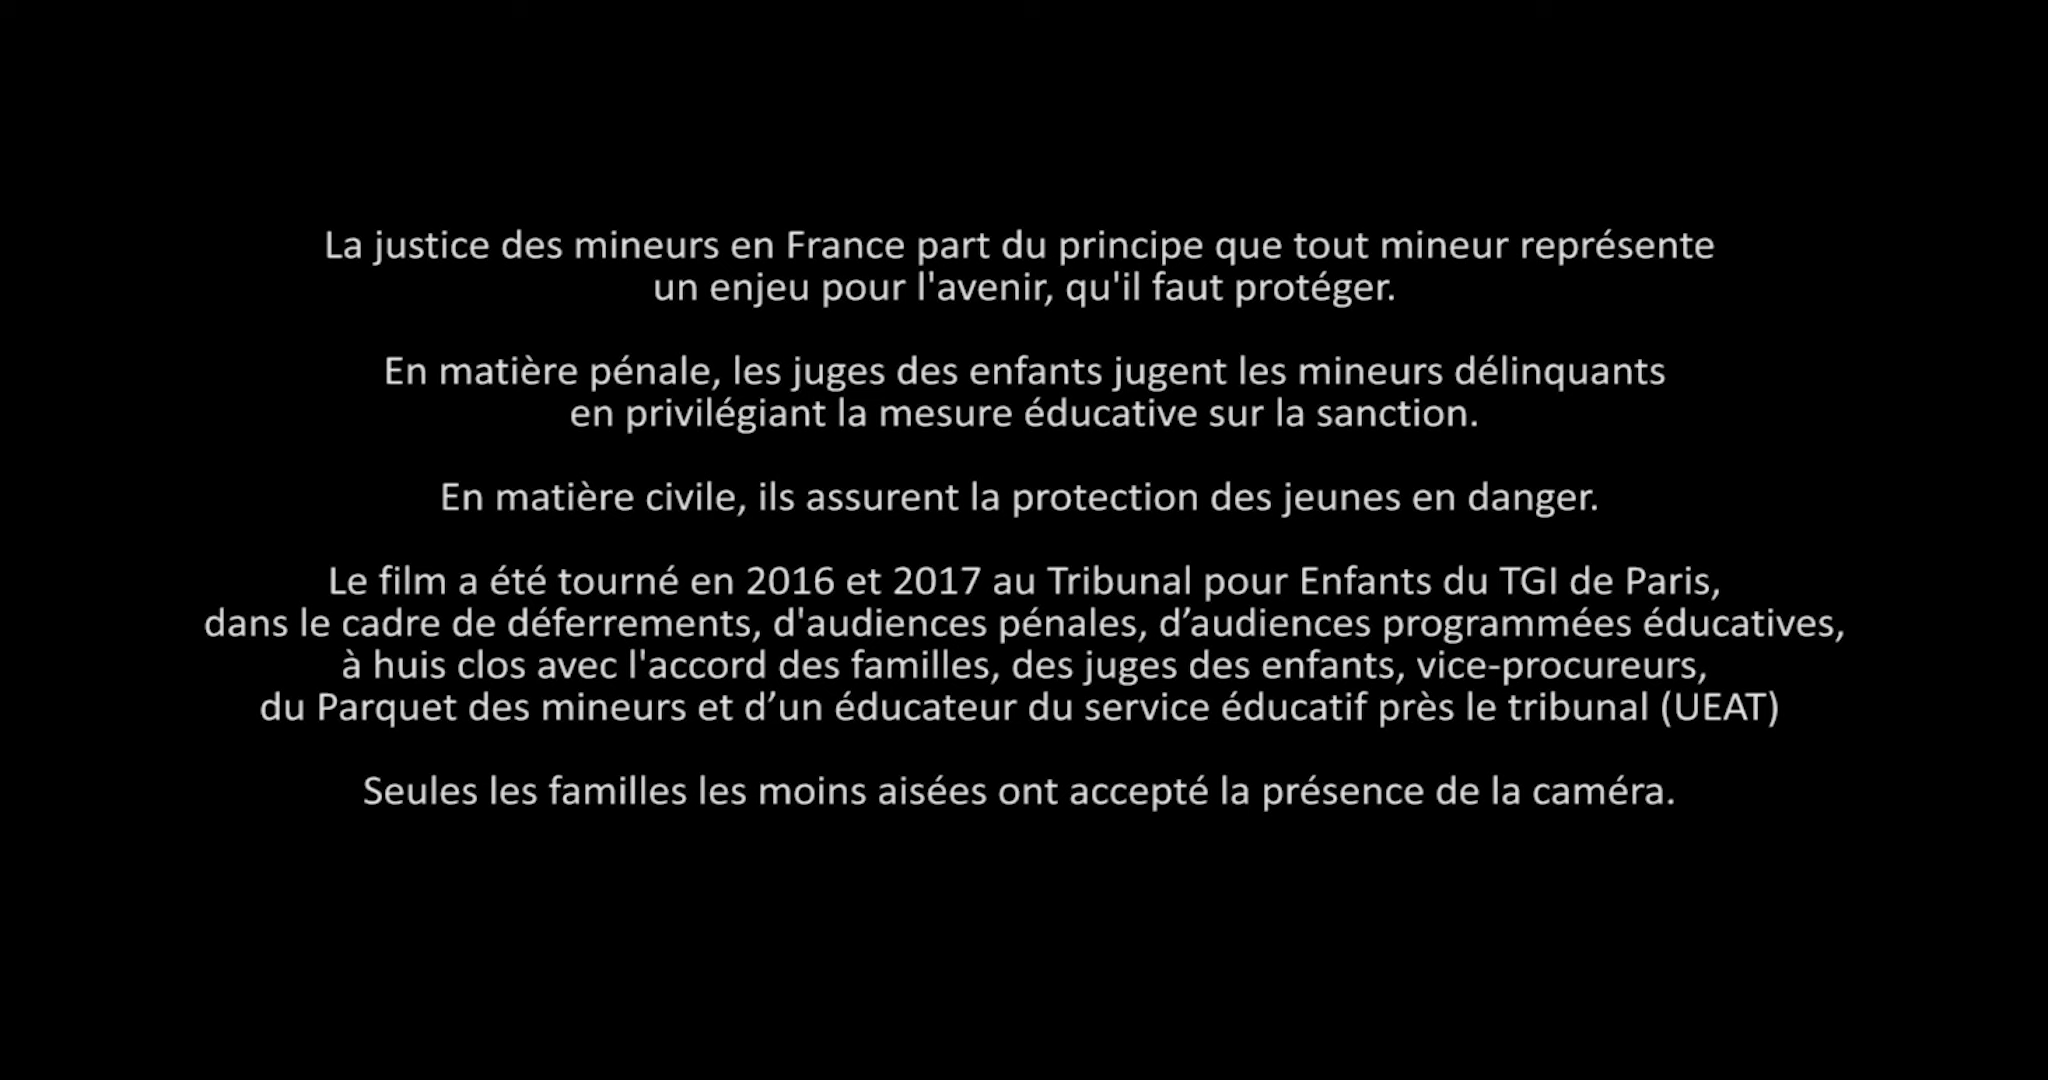 La justice des mineurs en France part du principe que tout mineur représente
un enjeu pour l'avenir, qu'il faut protéger.
En matière pénale, les juges des enfants jugent les mineurs délinquants
en privilégiant la mesure éducative sur la sanction.
En matière civile, ils assurent la protection des jeunes en danger.
Le film a été tourné en 2016 et 2017 au Tribunal pour Enfants du TGI de Paris,
dans le cadre de déferrements, d'audiences pénales, d’audiences programmées éducatives,
à huis clos avec l'accord des familles, des juges des enfants, vice-procureurs,
du Parquet des mineurs et d’un éducateur du service éducatif près le tribunal (UEAT)
Seules les familles les moins aisées ont accepté la présence de la caméra.